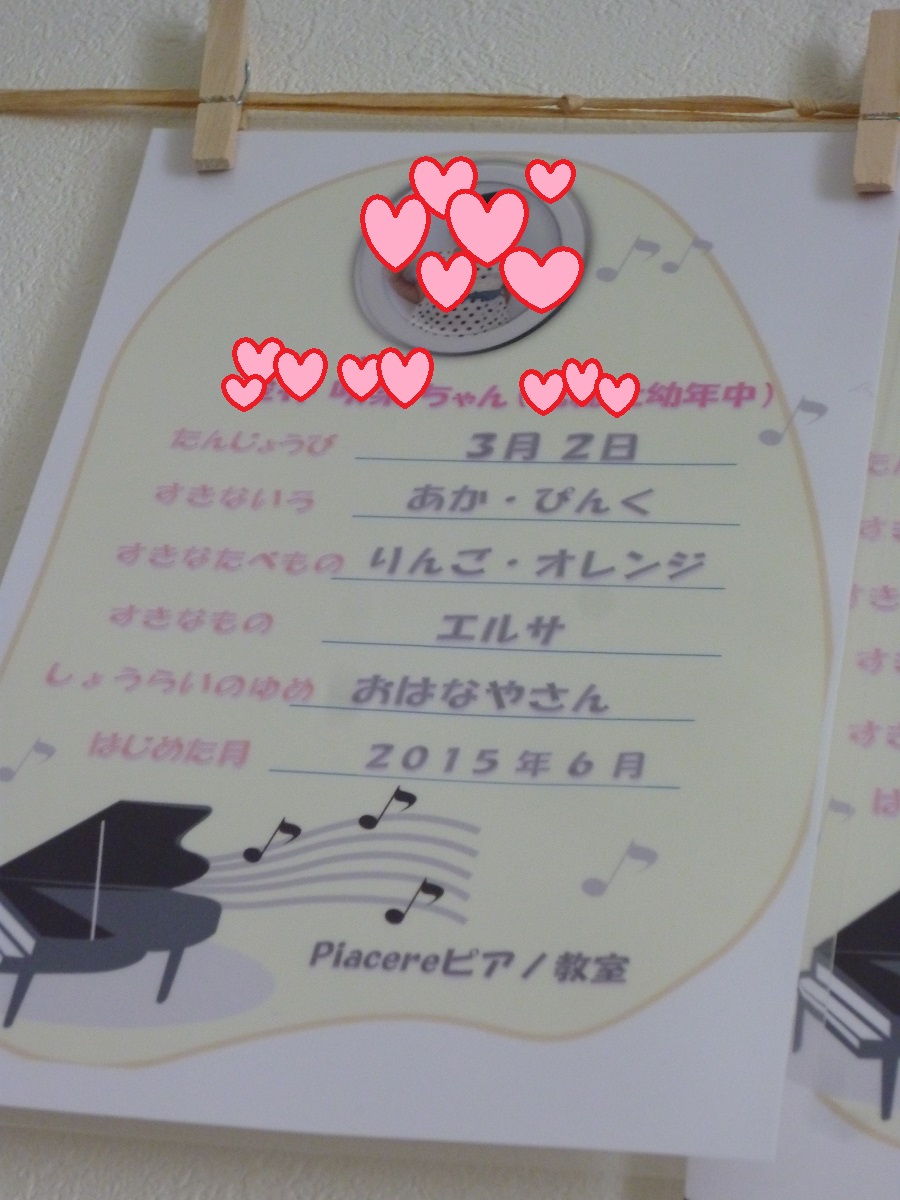 ちゃん(幼年中)
たんじょうび 3月2日
すきないろ あか・ぴんく
すきなたべもの りんご・オレンジ
すきなもの エルサ
しょうらいのゆめ おはなやさん
はじめた月 2015年6月
Piacereピアノ教室